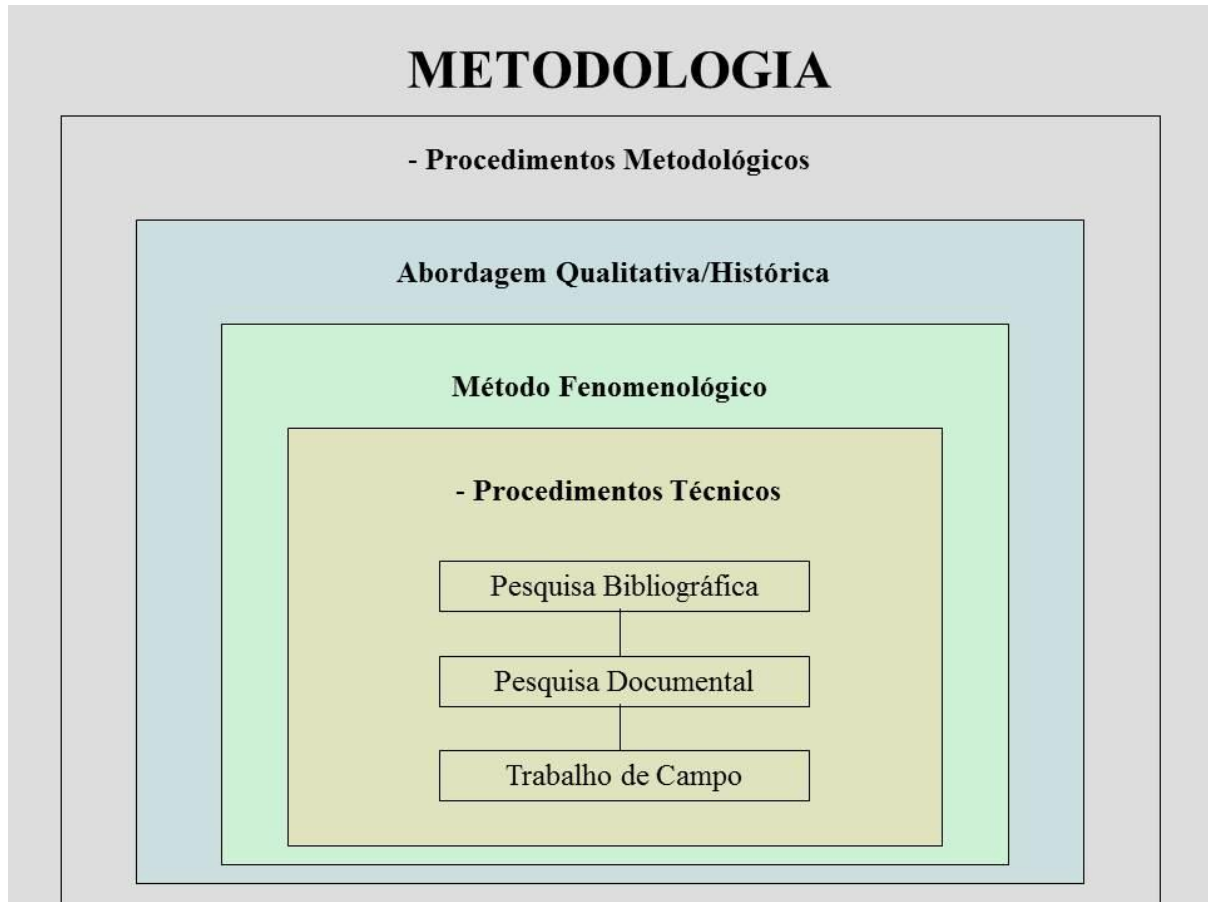 METODOLOGIA
- Procedimentos Metodológicos
Abordagem Qualitativa/Histórica
Método Fenomenológico
- Procedimentos Técnicos
Pesquisa Bibliográfica
Pesquisa Documental
Trabalho de Campo